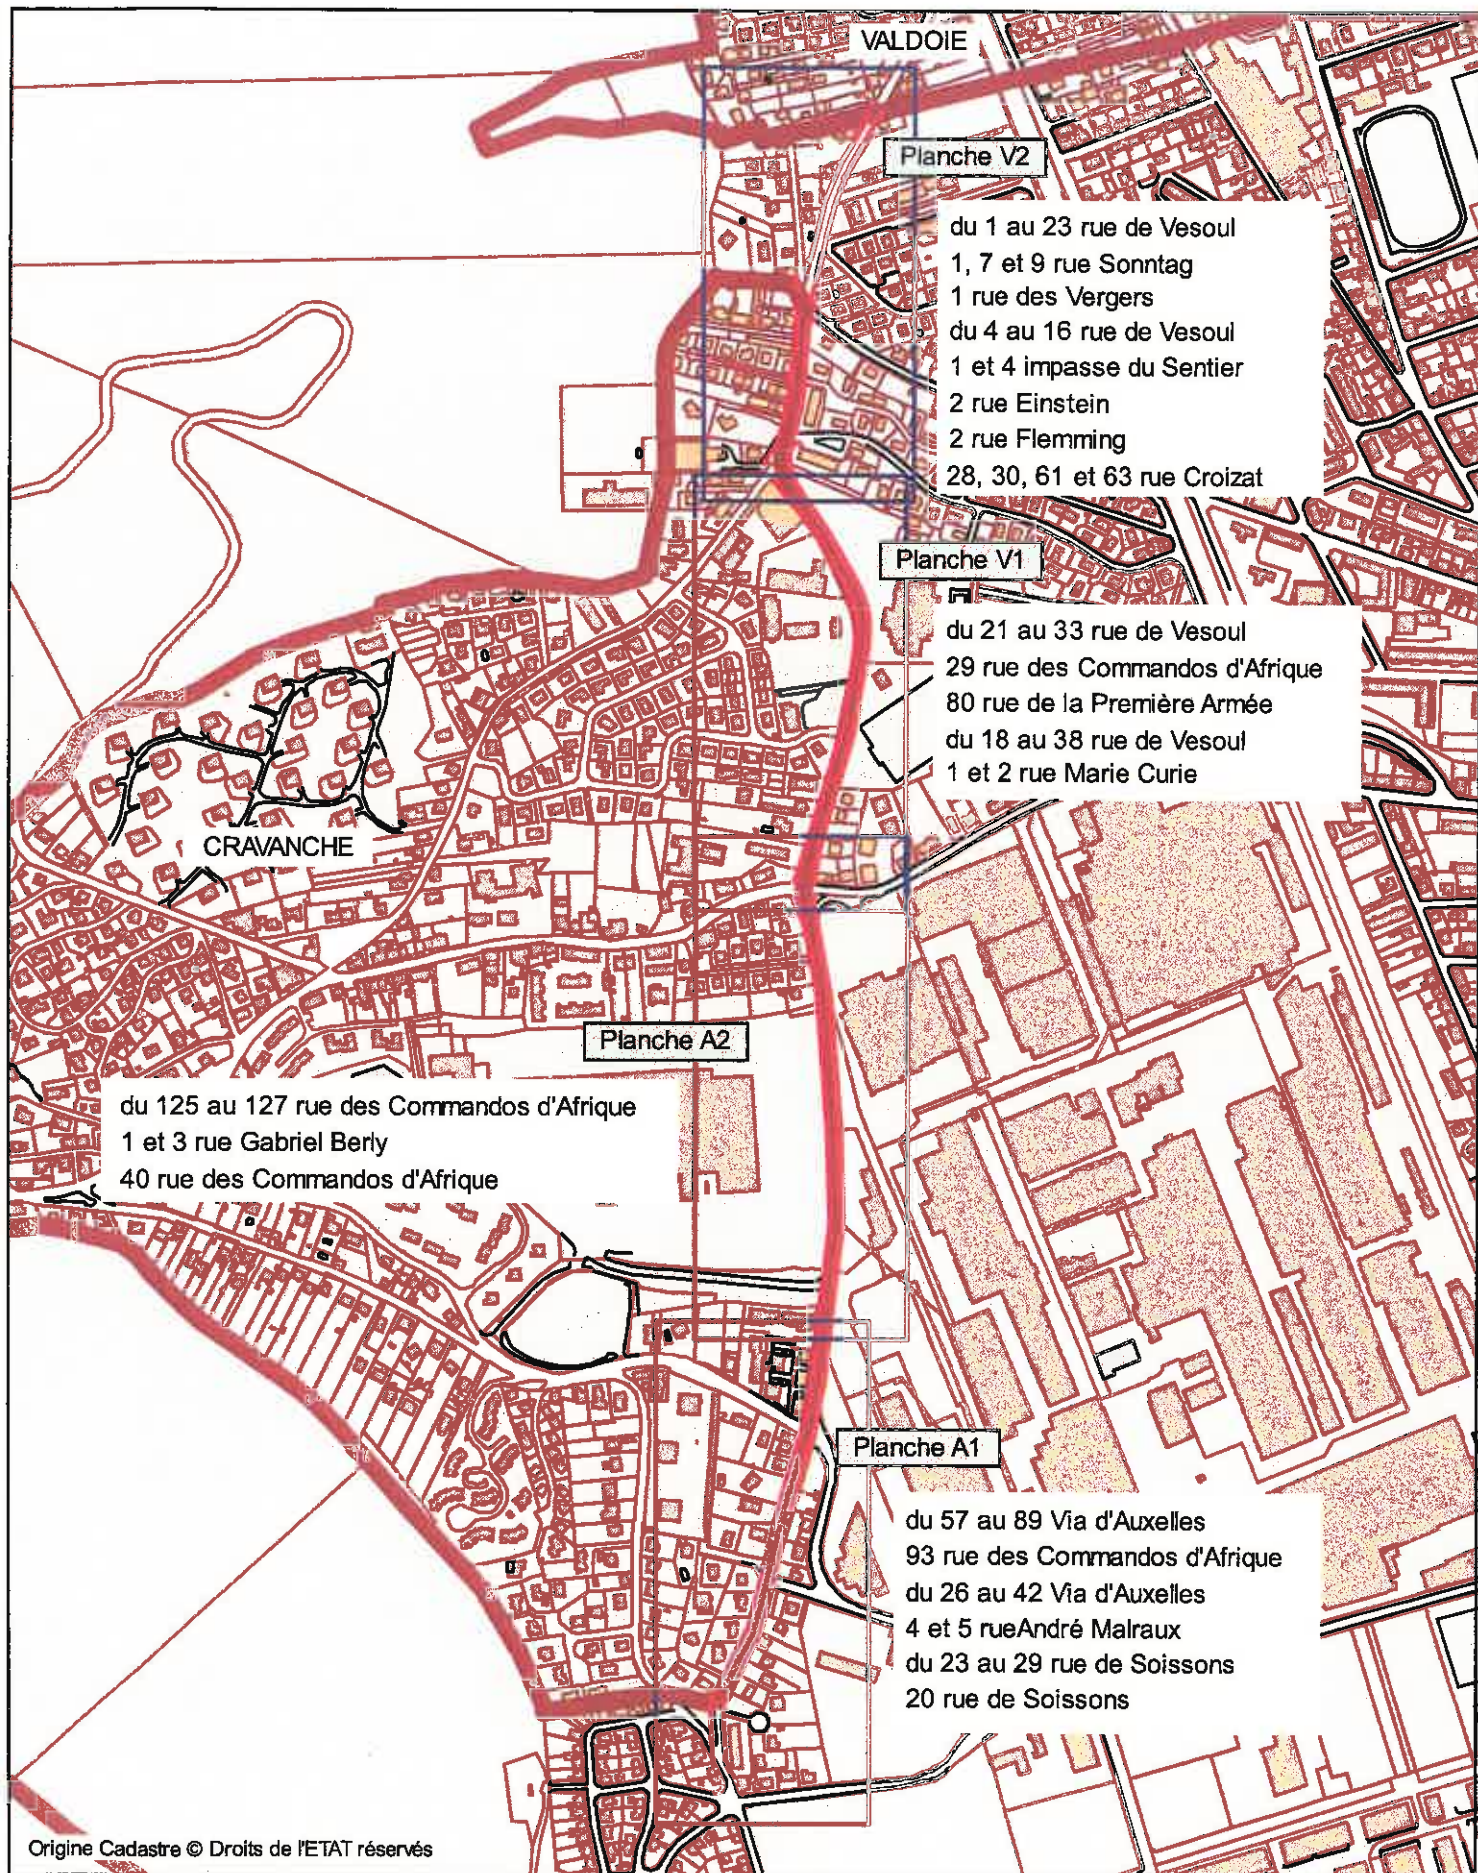 VALDOIE
Planche V2
du 1 au 23 rue de Vesoul
1, 7 et 9 rue Sonntag
1 rue des Vergers
du 4 au 16 rue de Vesoul
1 et 4 impasse du Sentier
2 rue Einstein
2 rue Flemming
28, 30, 61 et 63 rue Croizat
Planche V1
du 21 au 33 rue de Vesoul
29 rue des Commandos d'Afrique
80 rue de la Première Armée
du 18 au 38 rue de Vesoul
1 et 2 rue Marie Curie
CRAVANCHE
Planche A2
du 125 au 127 rue des Commandos d'Afrique
1 et 3 rue Gabriel Berly
40 rue des Commandos d'Afrique
Planche A1
du 57 au 89 Via d'Auxelles
93 rue des Commandos d'Afrique
du 26 au 42 Via d'Auxelles
4 et 5 rueAndré Malraux
du 23 au 29 rue de Soissons
20 rue de Soissons
Origine Cadastre © Droits de l'ETAT réservés